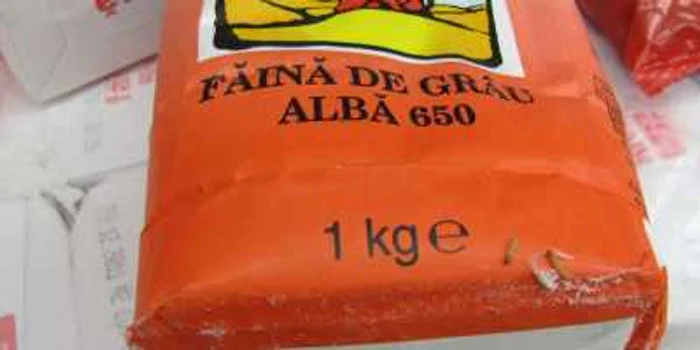 FĂINĂ DE GRÂU
ALBĂ 650
1 kg ℮